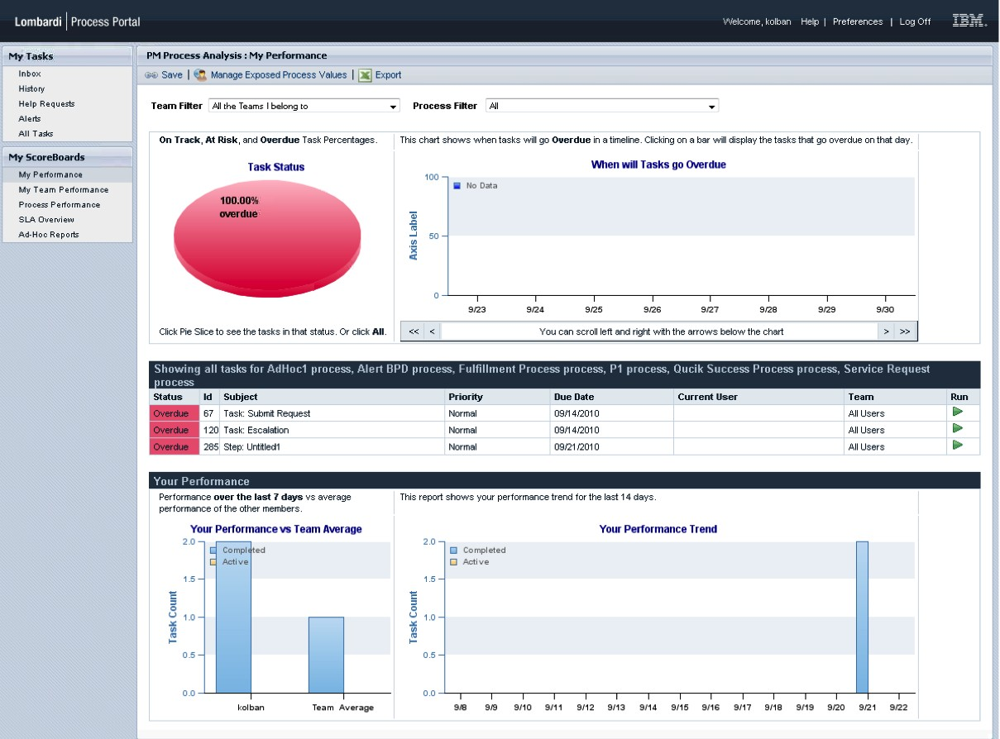 Lombardi | Process Portal
Welcome, kolban Help | Preferences | Log Off IBM.
My Tasks
Inbox
History
Help Requests
Alerts
All Tasks
My ScoreBoards
My Performance
My Team Performance
Process Performance
SLA Overview
Ad-Hoc Reports
PM Process Analysis : My Performance
Save | Manage Exposed Process Values | Export
Team Filter All the Teams I belong to Process Filter All
On Track, At Risk, and Overdue Task Percentages.
Task Status
100.00%
overdue
Click Pie Slice to see the tasks in that status. Or click All.
This chart shows when tasks will go Overdue in a timeline. Clicking on a bar will display the tasks that go overdue on that day.
When will Tasks go Overdue
No Data
Axis Label
100
50
0
9/23 9/24 9/25 9/26 9/27 9/28 9/29 9/30
<< < You can scroll left and right with the arrows below the chart > >>
Showing all tasks for AdHoc1 process, Alert BPD process, Fulfillment Process process, P1 process, Qucik Success Process process, Service Request
process
Status Id Subject Priority Due Date Current User Team Run
Overdue 67 Task: Submit Request Normal 09/14/2010 All Users
Overdue 120 Task: Escalation Normal 09/14/2010 All Users
Overdue 285 Step: Untitled1 Normal 09/21/2010 All Users
Your Performance
Performance over the last 7 days vs average
performance of the other members.
Your Performance vs Team Average
Completed
Active
Task Count
2.0
1.5
1.0
0.5
0.0
kolban Team Average
This report shows your performance trend for the last 14 days.
Your Performance Trend
Completed
Active
Task Count
2.0
1.5
1.0
0.5
0.0
9/8 9/9 9/10 9/11 9/12 9/13 9/14 9/15 9/16 9/17 9/18 9/19 9/20 9/21 9/22